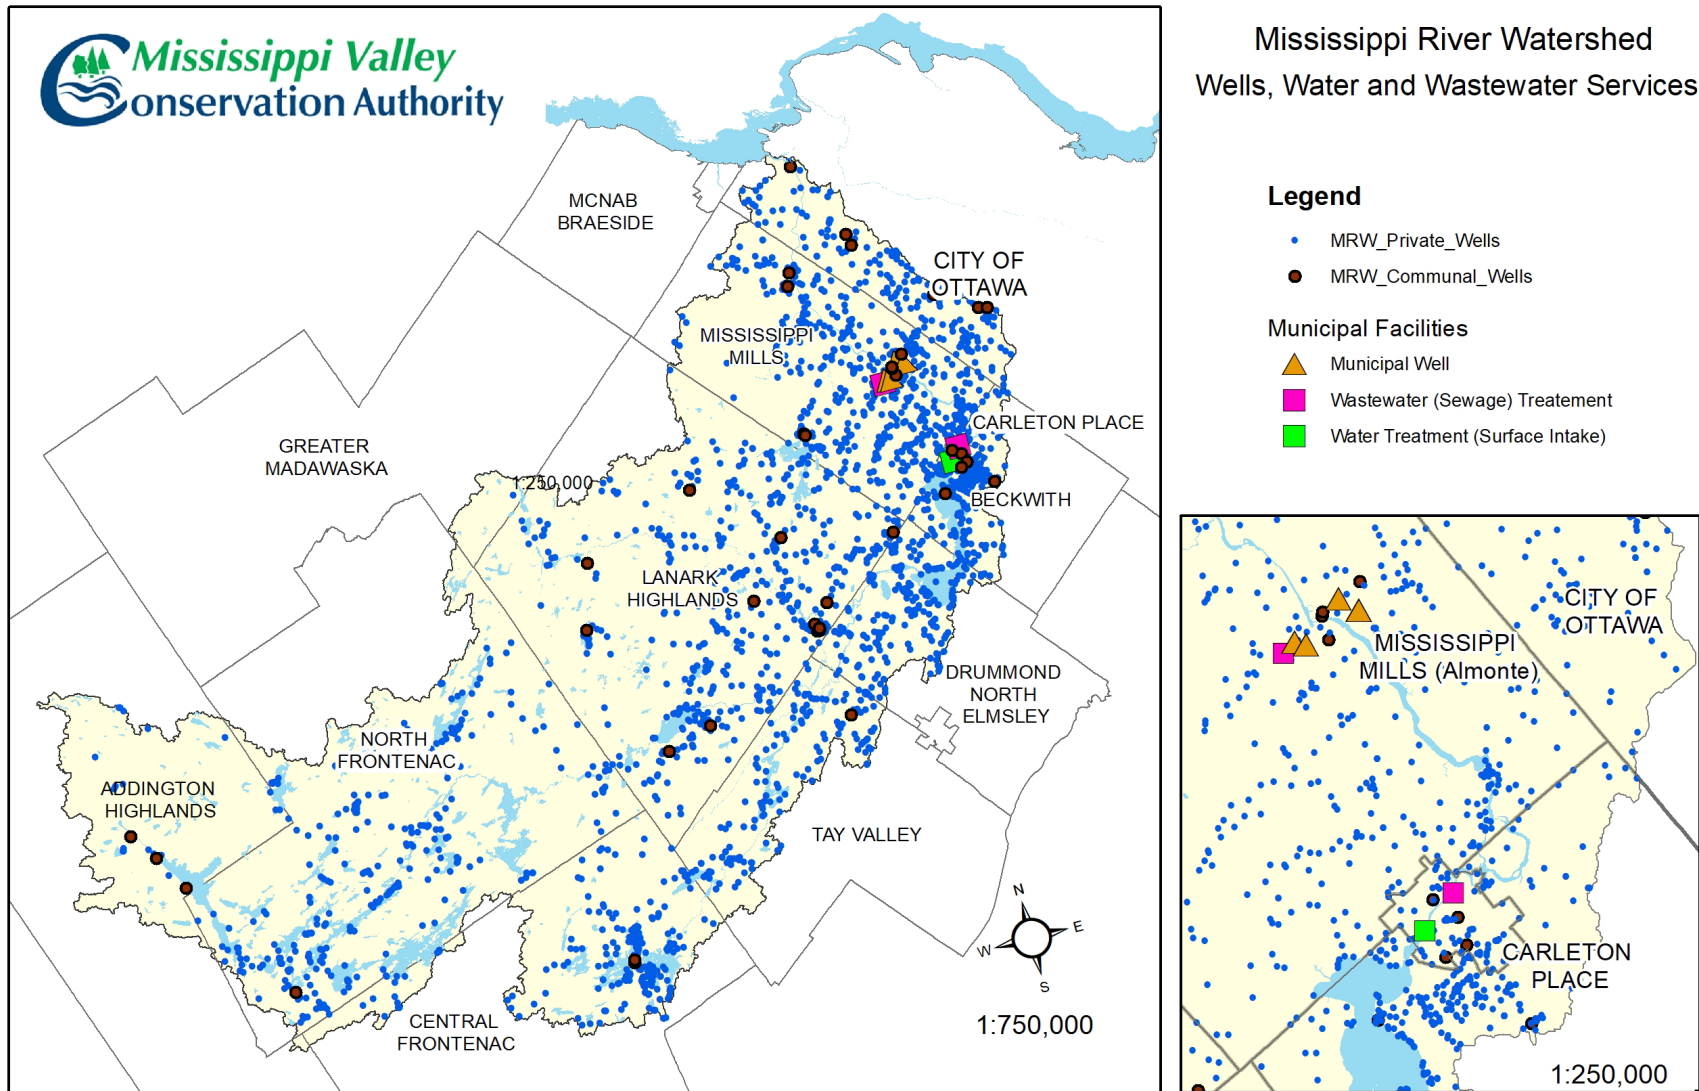 Mississippi Valley
Conservation Authority
Mississippi River Watershed
Wells, Water and Wastewater Services
Legend
MRW_Private_Wells
MRW_Communal_Wells
Municipal Facilities
Municipal Well
Wastewater (Sewage) Treatement
Water Treatment (Surface Intake)
MCNAB
BRAESIDE
CITY OF
OTTAWA
MISSISSIPPI
MILLS
CARLETON PLACE
GREATER
MADAWASKA
1:250,000
BECKWITH
LANARK
HIGHLANDS
DRUMMOND
NORTH
ELMSLEY
NORTH
FRONTENAC
ADDINGTON
HIGHLANDS
TAY VALLEY
CENTRAL
FRONTENAC
N
E
W
S
1:750,000
CITY OF
OTTAWA
MISSISSIPPI
MILLS (Almonte)
CARLETON
PLACE
1:250,000